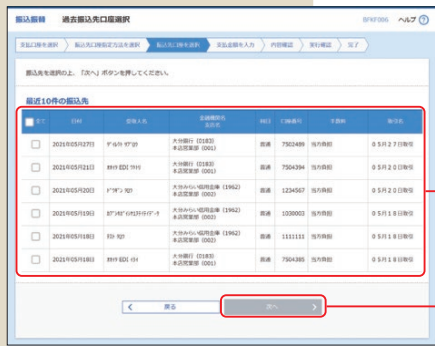 振込振替　過去振込先口座選択
BFKF006 ヘルプ ?
支払口座を選択　振込先口座指定方法を選択　振込先口座を選択　支払金額を入力　内容確認　実行確認　完了
振込先を選択の上、「次へ」ボタンを押してください。
最近10件の振込先
全て　日付　受取人名　金融機関名　科目　口座番号　手数料　取引名
支店名
2021年05月27日　大分銀行 (0183)　普通　7502489　当方負担　０５月２７日取引
本店営業部 (001)
2021年05月21日　大分銀行 (0183)　普通　7504394　当方負担　０５月２０日取引
本店営業部 (001)
2021年05月20日　大分みらい信用金庫 (1962)　普通　1234567　当方負担　０５月２０日取引
本店営業部 (002)
2021年05月19日　大分みらい信用金庫 (1962)　普通　1038003　当方負担　０５月１８日取引
本店営業部 (002)
2021年05月18日　大分みらい信用金庫 (1962)　普通　1111111　当方負担　０５月１８日取引
本店営業部 (002)
2021年05月18日　大分銀行 (0183)　普通　7504385　当方負担　０５月１８日取引
本店営業部 (001)
戻る　次へ